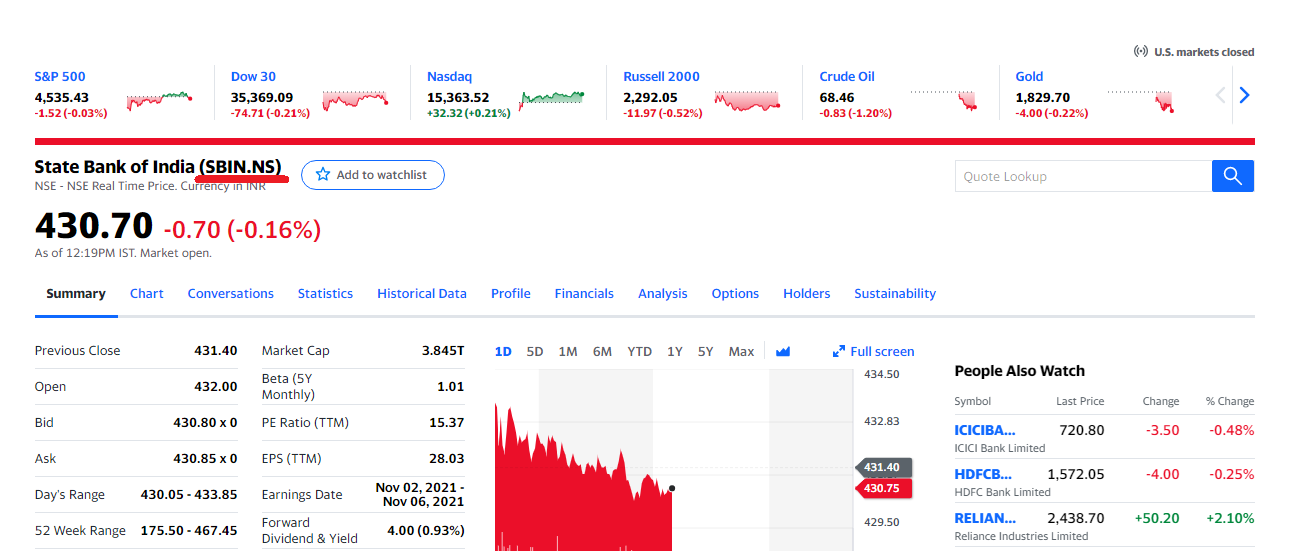 U.S. markets closed
S&P 500 Dow 30 Nasdaq Russell 2000 Crude Oil Gold
4,535.43 35,369.09 15,363.52 2,292.05 68.46 1,829.70
-1.52 (-0.03%) -74.71 (-0.21%) +32.32 (+0.21%) -11.97 (-0.52%) -0.83 (-1.20%) -4.00 (-0.22%)
State Bank of India (SBIN.NS) Add to watchlist Quote Lookup
NSE - NSE Real Time Price. Currency in INR
430.70 -0.70 (-0.16%)
As of 12:19PM IST. Market open.
Summary Chart Conversations Statistics Historical Data Profile Financials Analysis Options Holders Sustainability
Previous Close 431.40
Open 432.00
Bid 430.80 x 0
Ask 430.85 x 0
Day's Range 430.05 - 433.85
52 Week Range 175.50 - 467.45
Market Cap 3.845T
Beta (5Y
Monthly) 1.01
PE Ratio (TTM) 15.37
EPS (TTM) 28.03
Earnings Date Nov 02, 2021 -
Nov 06, 2021
Forward
Dividend & Yield 4.00 (0.93%)
1D 5D 1M 6M YTD 1Y 5Y Max Full screen
434.50
432.83
431.40
430.75
429.50
People Also Watch
Symbol Last Price Change % Change
ICICIBA... 720.80 -3.50 -0.48%
ICICI Bank Limited
HDFCB... 1,572.05 -4.00 -0.25%
HDFC Bank Limited
RELIAN... 2,438.70 +50.20 +2.10%
Reliance Industries Limited